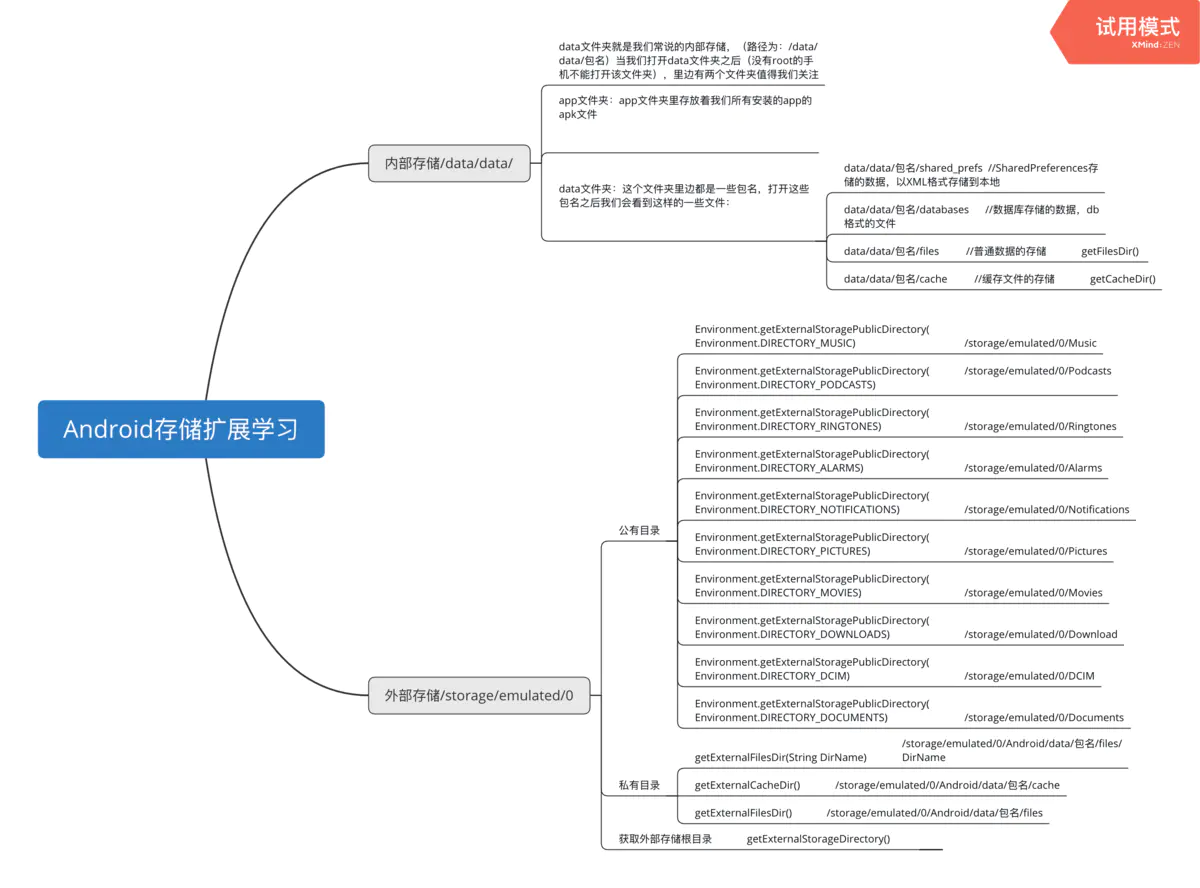 试用模式
XMind:ZEN
data文件夹就是我们常说的内部存储，（路径为：/data/
data/包名）当我们打开data文件夹之后（没有root的手
机不能打开该文件夹），里边有两个文件夹值得我们关注
app文件夹：app文件夹里存放着我们所有安装的app的
apk文件
内部存储/data/data/
data文件夹：这个文件夹里边都是一些包名，打开这些
包名之后我们会看到这样的一些文件：
data/data/包名/shared_prefs //SharedPreferences存
储的数据，以XML格式存储到本地
data/data/包名/databases //数据库存储的数据，db
格式的文件
data/data/包名/files //普通数据的存储 getFilesDir()
data/data/包名/cache //缓存文件的存储 getCacheDir()
Android存储扩展学习
外部存储/storage/emulated/0
公有目录
Environment.getExternalStoragePublicDirectory(
Environment.DIRECTORY_MUSIC) /storage/emulated/0/Music
Environment.getExternalStoragePublicDirectory( /storage/emulated/0/Podcasts
Environment.DIRECTORY_PODCASTS)
Environment.getExternalStoragePublicDirectory(
Environment.DIRECTORY_RINGTONES) /storage/emulated/0/Ringtones
Environment.getExternalStoragePublicDirectory(
Environment.DIRECTORY_ALARMS) /storage/emulated/0/Alarms
Environment.getExternalStoragePublicDirectory(
Environment.DIRECTORY_NOTIFICATIONS) /storage/emulated/0/Notifications
Environment.getExternalStoragePublicDirectory(
Environment.DIRECTORY_PICTURES) /storage/emulated/0/Pictures
Environment.getExternalStoragePublicDirectory(
Environment.DIRECTORY_MOVIES) /storage/emulated/0/Movies
Environment.getExternalStoragePublicDirectory(
Environment.DIRECTORY_DOWNLOADS) /storage/emulated/0/Download
Environment.getExternalStoragePublicDirectory(
Environment.DIRECTORY_DCIM) /storage/emulated/0/DCIM
Environment.getExternalStoragePublicDirectory(
Environment.DIRECTORY_DOCUMENTS) /storage/emulated/0/Documents
私有目录
getExternalFilesDir(String DirName) /storage/emulated/0/Android/data/包名/files/
DirName
getExternalCacheDir() /storage/emulated/0/Android/data/包名/cache
getExternalFilesDir() /storage/emulated/0/Android/data/包名/files
获取外部存储根目录 getExternalStorageDirectory()